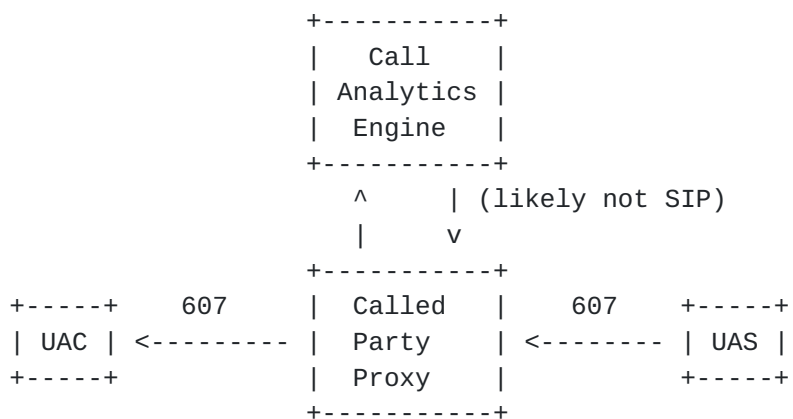 +-----------+
|   Call    |
| Analytics |
|  Engine   |
+-----------+
^     | (likely not SIP)
|     v
+-----------+
+-----+    607      |  Called   |    607    +-----+
| UAC | <--------- |  Party    | <-------- | UAS |
+-----+            |  Proxy    |           +-----+
+-----------+